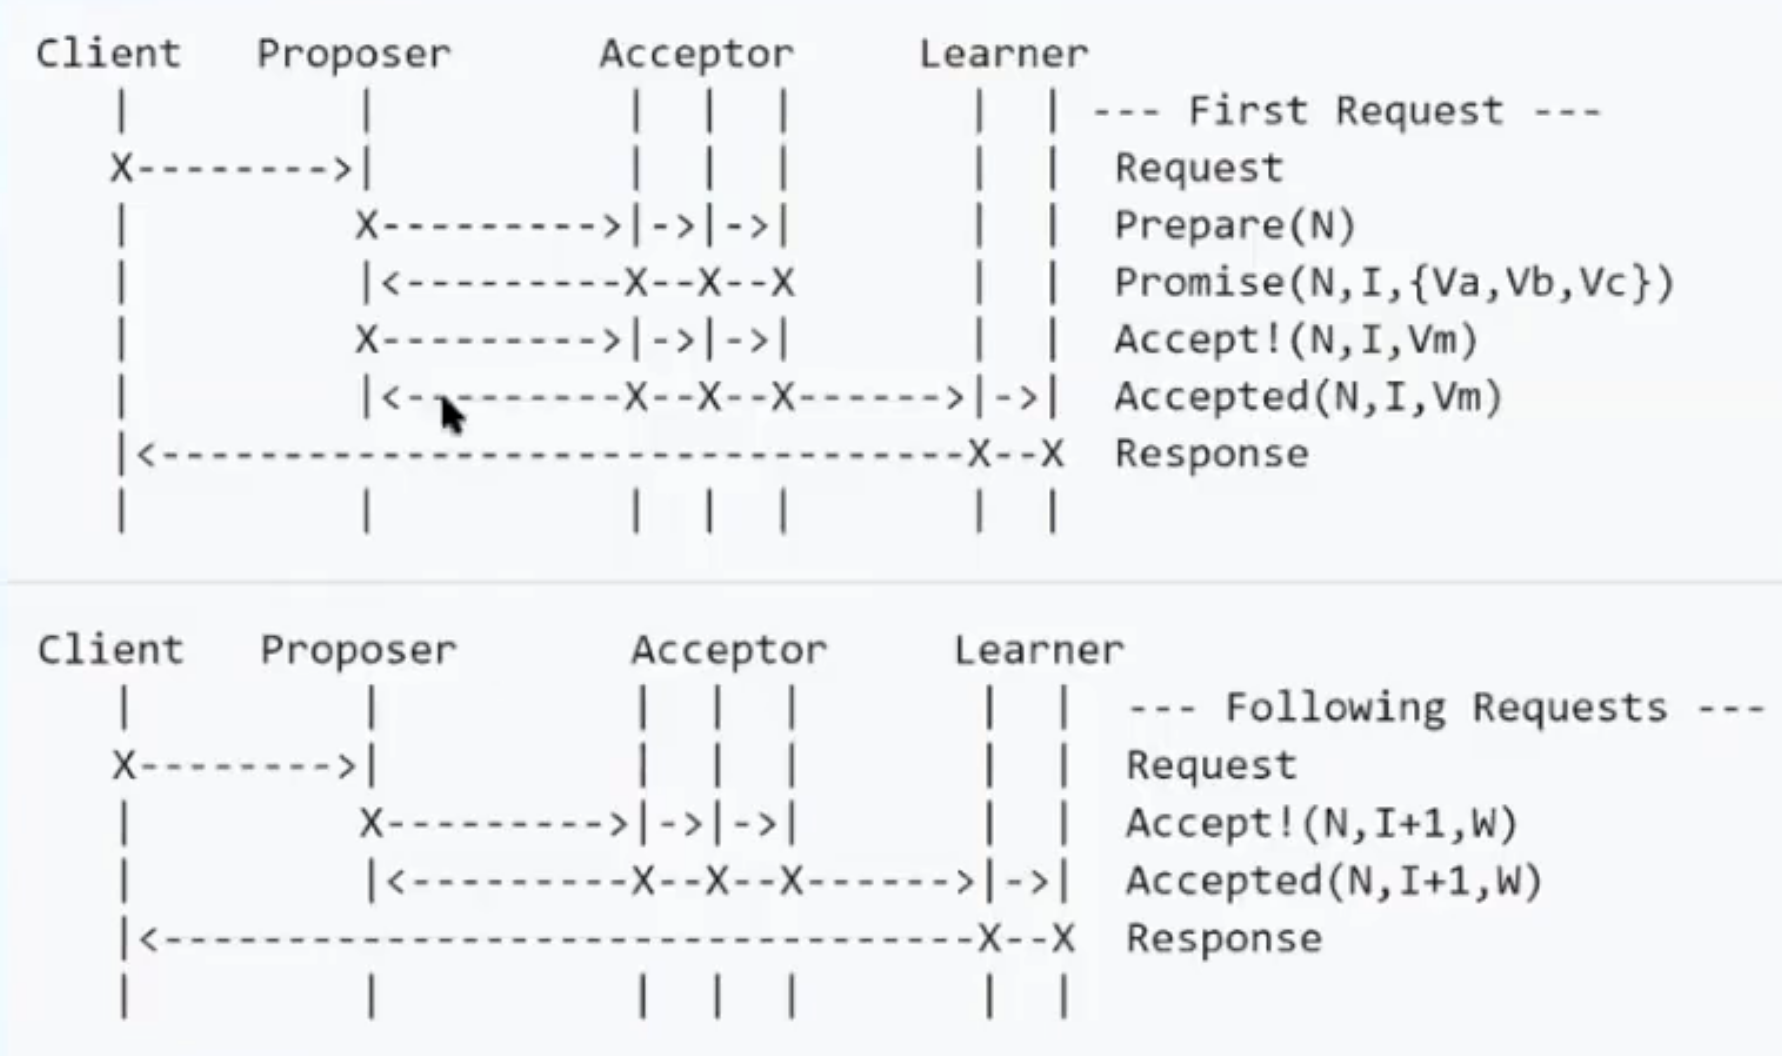 Client   Proposer         Acceptor        Learner
   |           |             |  |  |         |  | --- First Request ---
   X-------->|             |  |  |         |  |  Request
   |           X--------->|->|->|         |  |  Prepare(N)
   |           |<---------X--X--X         |  |  Promise(N,I,{Va,Vb,Vc})
   |           X--------->|->|->|         |  |  Accept!(N,I,Vm)
   |           |<---------X--X--X------>|->|  Accepted(N,I,Vm)
   |<---------------------------------X--X  Response
   |           |             |  |  |         |  |
Client   Proposer          Acceptor        Learner
   |           |             |  |  |         |  |  --- Following Requests ---
   X-------->|             |  |  |         |  |  Request
   |           X--------->|->|->|         |  |  Accept!(N,I+1,W)
   |           |<---------X--X--X------>|->|  Accepted(N,I+1,W)
   |<---------------------------------X--X  Response
   |           |             |  |  |         |  |